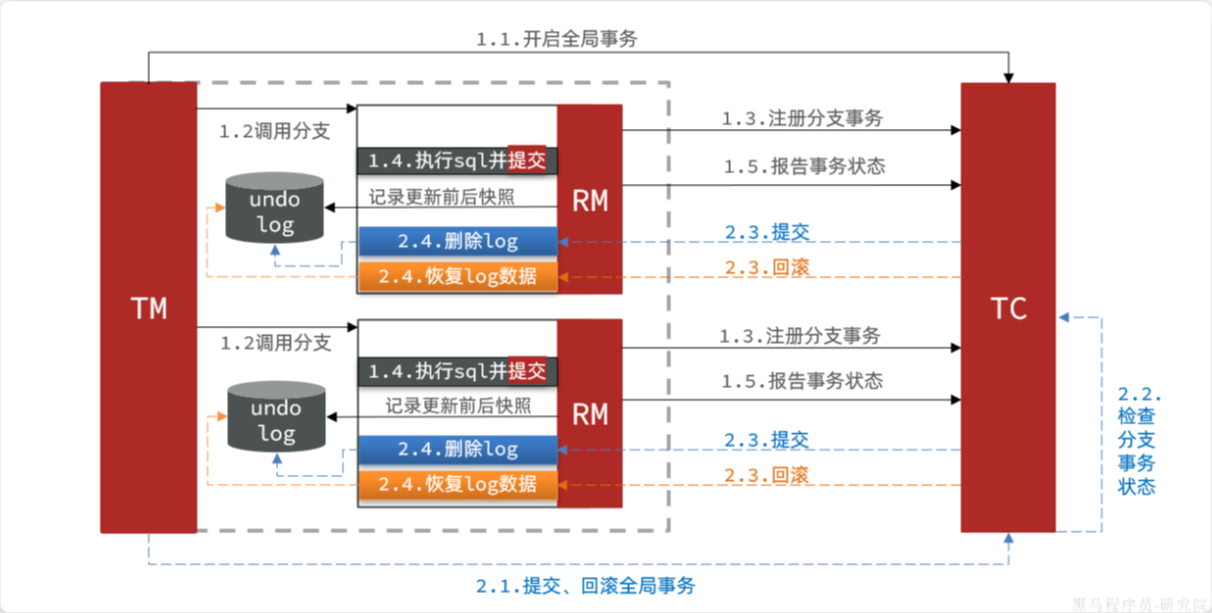 1.1.开启全局事务
1.2调用分支
1.3.注册分支事务
1.4.执行sql并提交
1.5.报告事务状态
undo
log
记录更新前后快照
RM
2.3.提交
2.4.删除log
2.3.回滚
2.4.恢复log数据
TM
TC
1.2调用分支
1.3.注册分支事务
1.4.执行sql并提交
1.5.报告事务状态
undo
log
记录更新前后快照
RM
2.3.提交
2.4.删除log
2.3.回滚
2.4.恢复log数据
2.2.
检查
分支
事务
状态
2.1.提交、回滚全局事务
黑马程序员-研究院